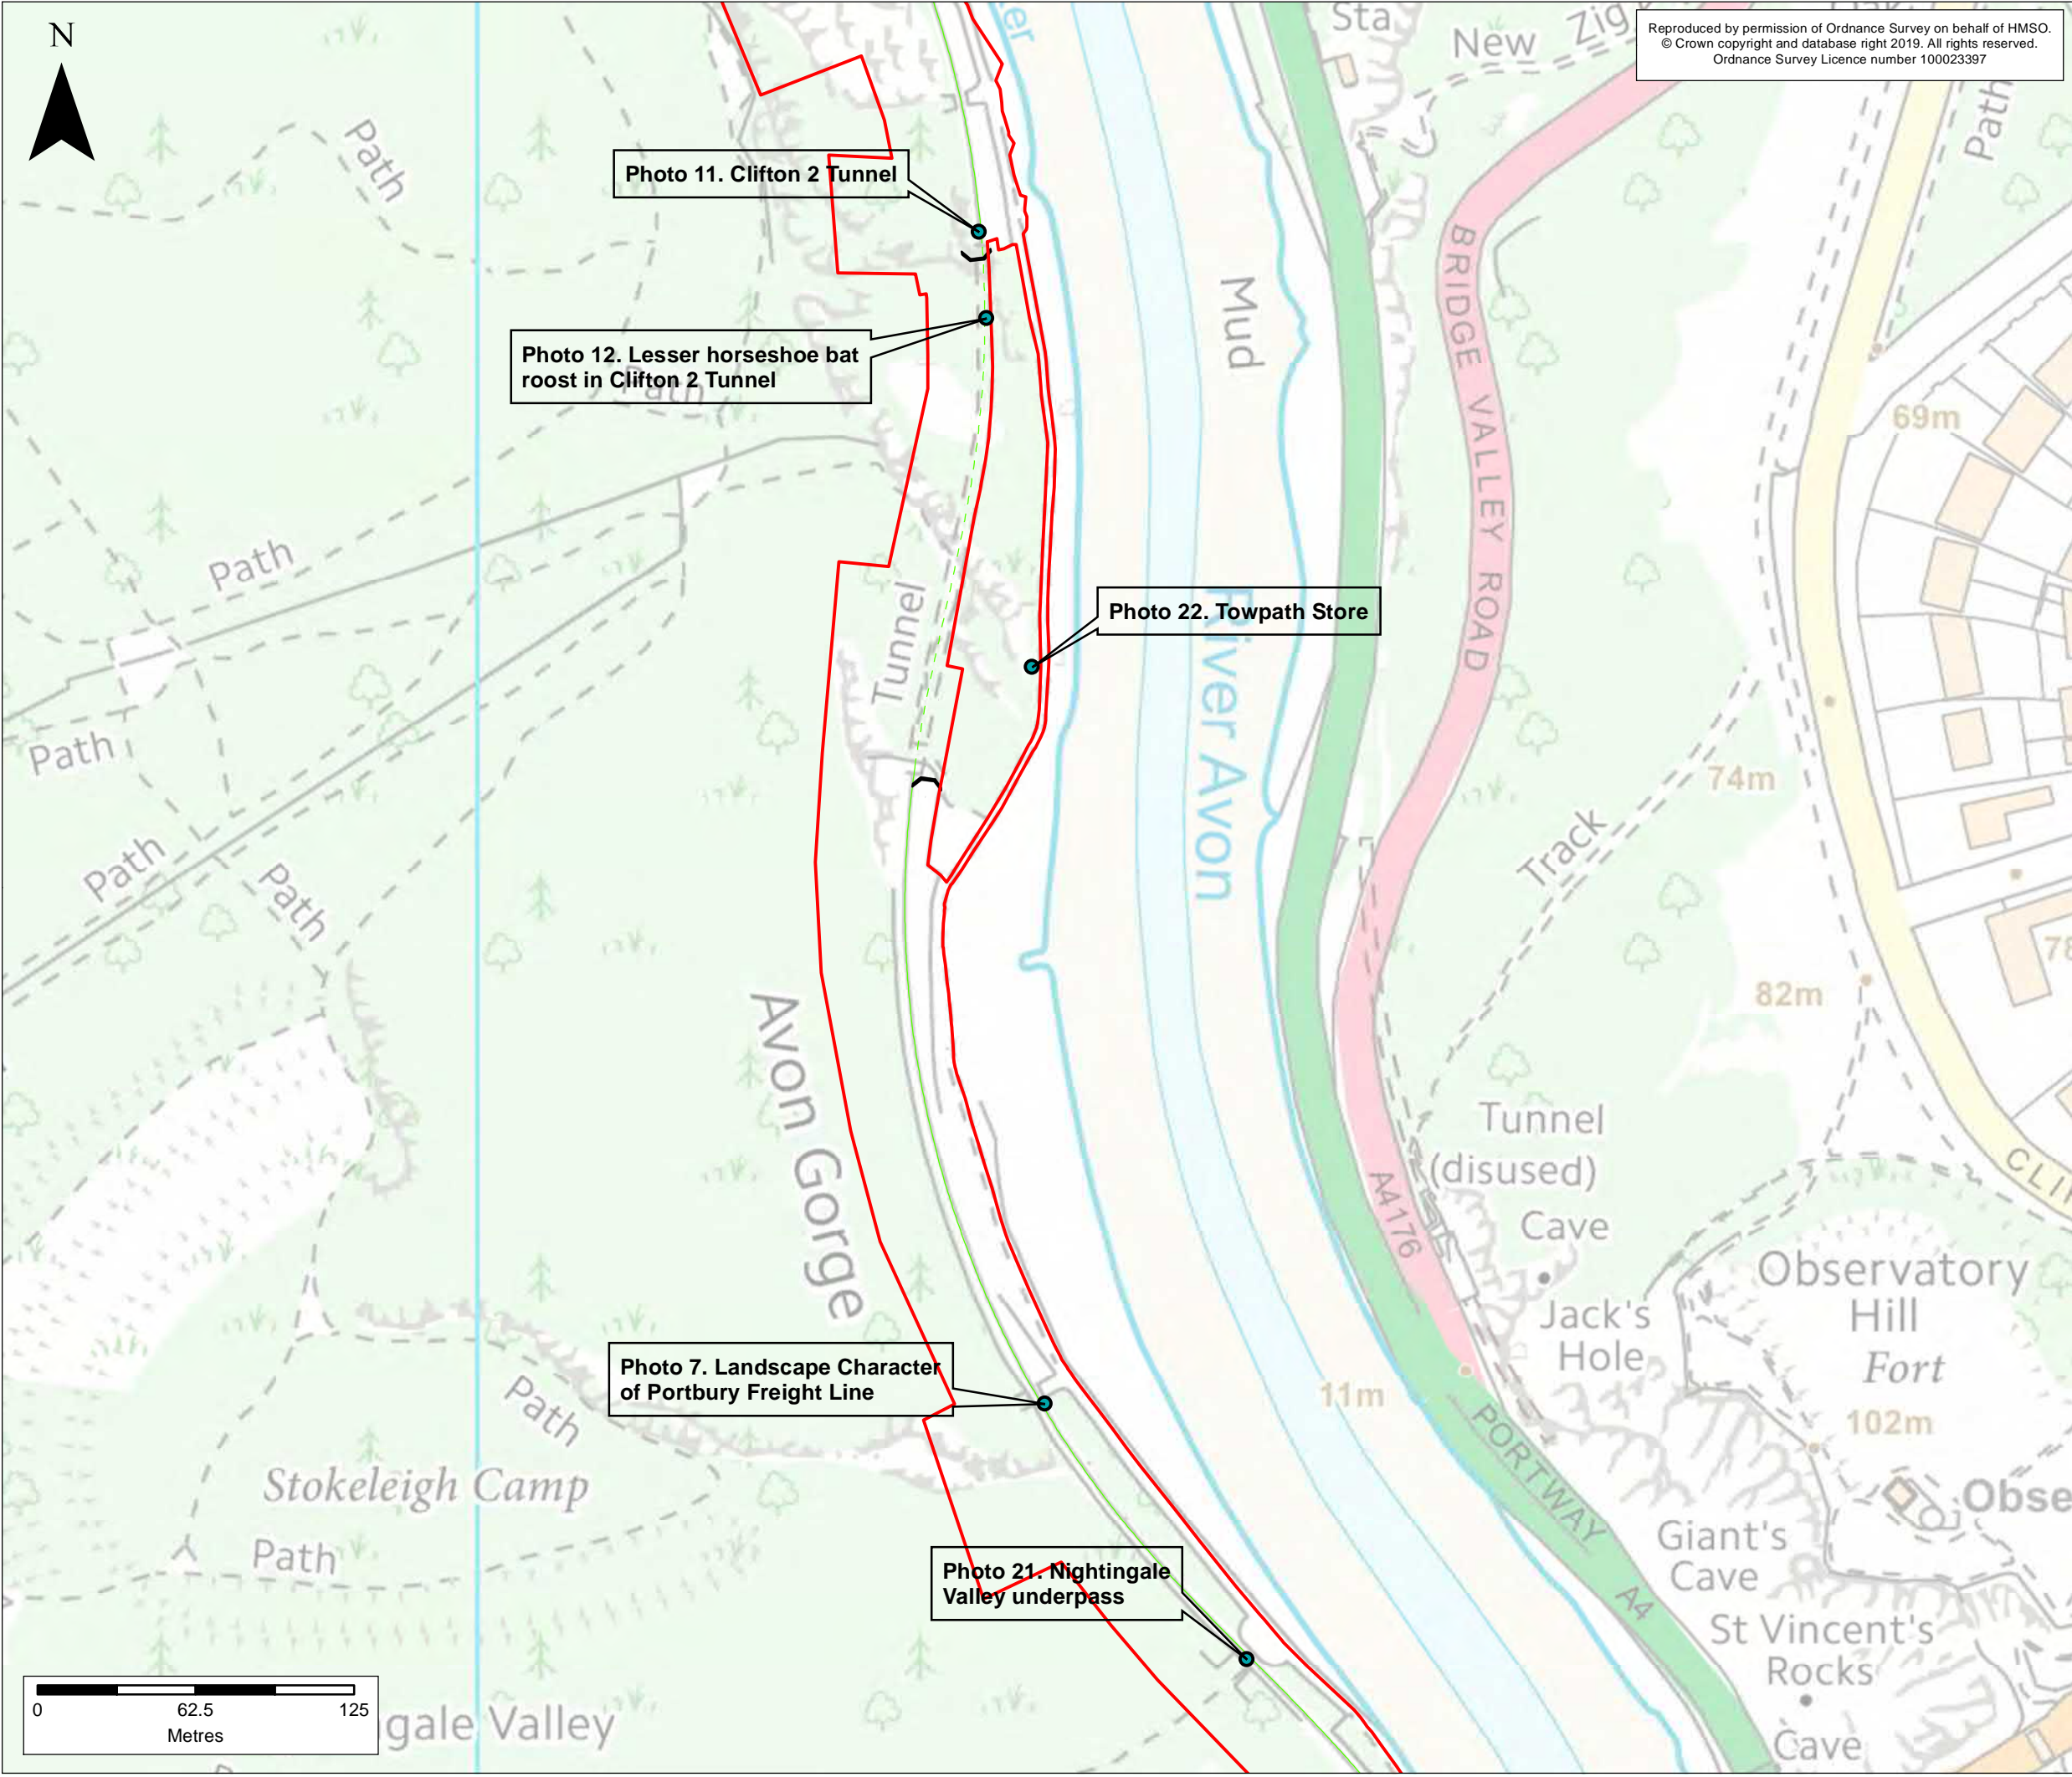 N
Reproduced by permission of Ordnance Survey on behalf of HMSO.
© Crown copyright and database right 2019. All rights reserved.
Ordnance Survey Licence number 100023397
Sta
New Zig
Path
Path
Photo 11. Clifton 2 Tunnel
BRIDGE VALLEY ROAD
Mud
Photo 12. Lesser horseshoe bat
roost in Clifton 2 Tunnel
Path
69m
Path
Tunnel
Photo 22. Towpath Store
River Avon
Path
74m
Track
Path
Path
82m
78
Avon Gorge
Tunnel
(disused)
Cave
A4176
CLI
Observatory
Hill
Fort
102m
Jack's
Hole
11m
Photo 7. Landscape Character
of Portbury Freight Line
Path
Stokeleigh Camp
PORTWAY
Obse
Path
Photo 21. Nightingale
Valley underpass
Giant's
Cave
A4
St Vincent's
Rocks
Cave
0 62.5 125
Metres
gale Valley